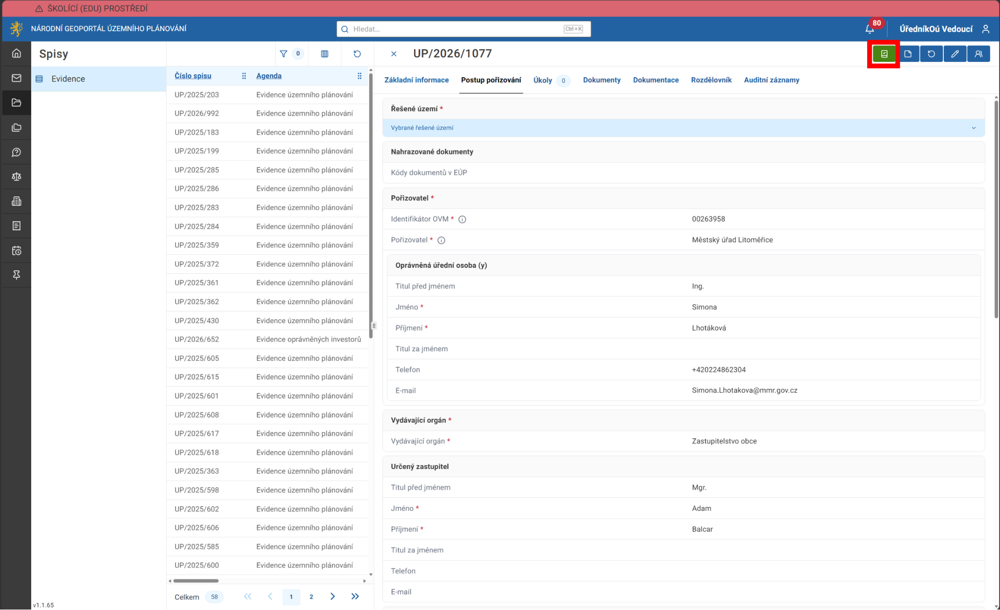 ŠKOLÍCÍ (EDU) PROSTŘEDÍ
NÁRODNÍ GEOPORTÁL ÚZEMNÍHO PLÁNOVÁNÍ
Hledat...
Ctrl+K
80
ÚředníkOú Vedoucí
Spisy
0
UP/2026/1077
Evidence
Číslo spisu Agenda
UP/2025/203 Evidence územního plánování
UP/2026/992 Evidence územního plánování
UP/2025/183 Evidence územního plánování
UP/2025/199 Evidence územního plánování
UP/2025/285 Evidence územního plánování
UP/2025/286 Evidence územního plánování
UP/2025/283 Evidence územního plánování
UP/2025/284 Evidence územního plánování
UP/2025/359 Evidence územního plánování
UP/2025/372 Evidence územního plánování
UP/2025/361 Evidence územního plánování
UP/2025/362 Evidence územního plánování
UP/2025/430 Evidence územního plánování
UP/2026/652 Evidence oprávněných investorů
UP/2025/605 Evidence územního plánování
UP/2025/615 Evidence územního plánování
UP/2025/601 Evidence územního plánování
UP/2025/608 Evidence územního plánování
UP/2025/617 Evidence územního plánování
UP/2025/618 Evidence územního plánování
UP/2025/363 Evidence územního plánování
UP/2025/598 Evidence územního plánování
UP/2025/602 Evidence územního plánování
UP/2025/606 Evidence územního plánování
UP/2025/585 Evidence územního plánování
UP/2025/600 Evidence územního plánování
Celkem 58 1 2
v1.1.65
Základní informace Postup pořizování Úkoly 0 Dokumenty Dokumentace Rozdělovník Auditní záznamy
Řešené území *
Vybrané řešené území
Nahrazované dokumenty
Kódy dokumentů v EÚP
Pořizovatel *
Identifikátor OVM * 00263958
Pořizovatel * Městský úřad Litoměřice
Oprávněná úřední osoba (y)
Titul před jménem Ing.
Jméno * Simona
Příjmení * Lhotáková
Titul za jménem
Telefon +420224862304
E-mail Simona.Lhotakova@mmr.gov.cz
Vydávající orgán *
Vydávající orgán * Zastupitelstvo obce
Určený zastupitel
Titul před jménem Mgr.
Jméno * Adam
Příjmení * Balcar
Titul za jménem
Telefon
E-mail